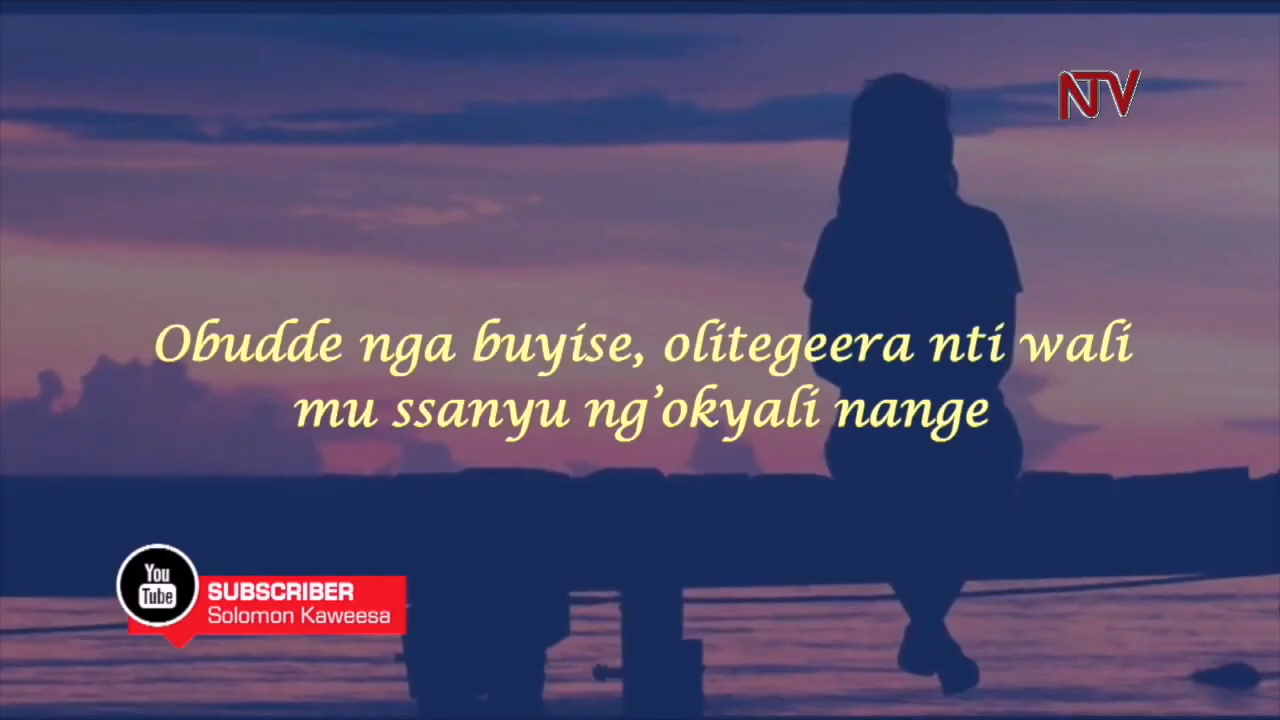 NTV
Obudde nga buyise, olitegeera nti wali
mu ssanyu ng'okyali nange
You
Tube
SUBSCRIBER
Solomon Kaweesa